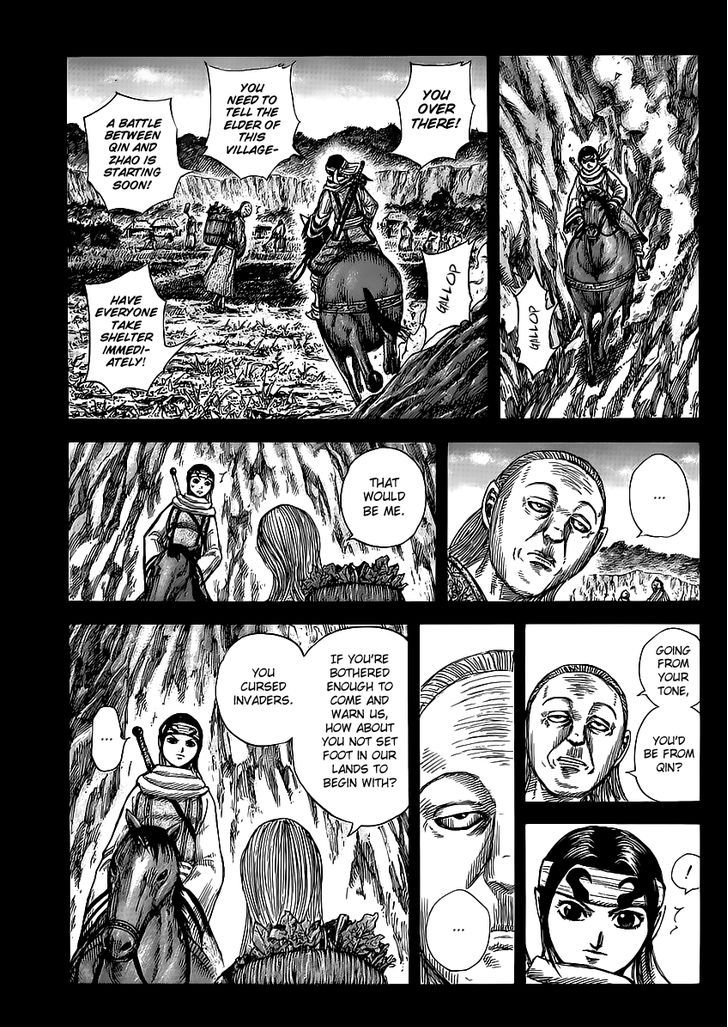 GALLOP
YOU
OVER
THERE!
YOU
NEED TO
TELL THE
ELDER OF
THIS
VILLAGE-
A BATTLE
BETWEEN
QIN AND
ZHAO IS
STARTING
SOON!
HAVE
EVERYONE
TAKE
SHELTER
IMMEDI-
ATELY!
GALLOP
...
THAT
WOULD
BE ME.
GOING
FROM
YOUR
TONE,
YOU'D
BE FROM
QIN?
!
...
IF YOU'RE
BOTHERED
ENOUGH TO
COME AND
WARN US,
HOW ABOUT
YOU NOT SET
FOOT IN OUR
LANDS TO
BEGIN WITH?
YOU
CURSED
INVADERS.
...